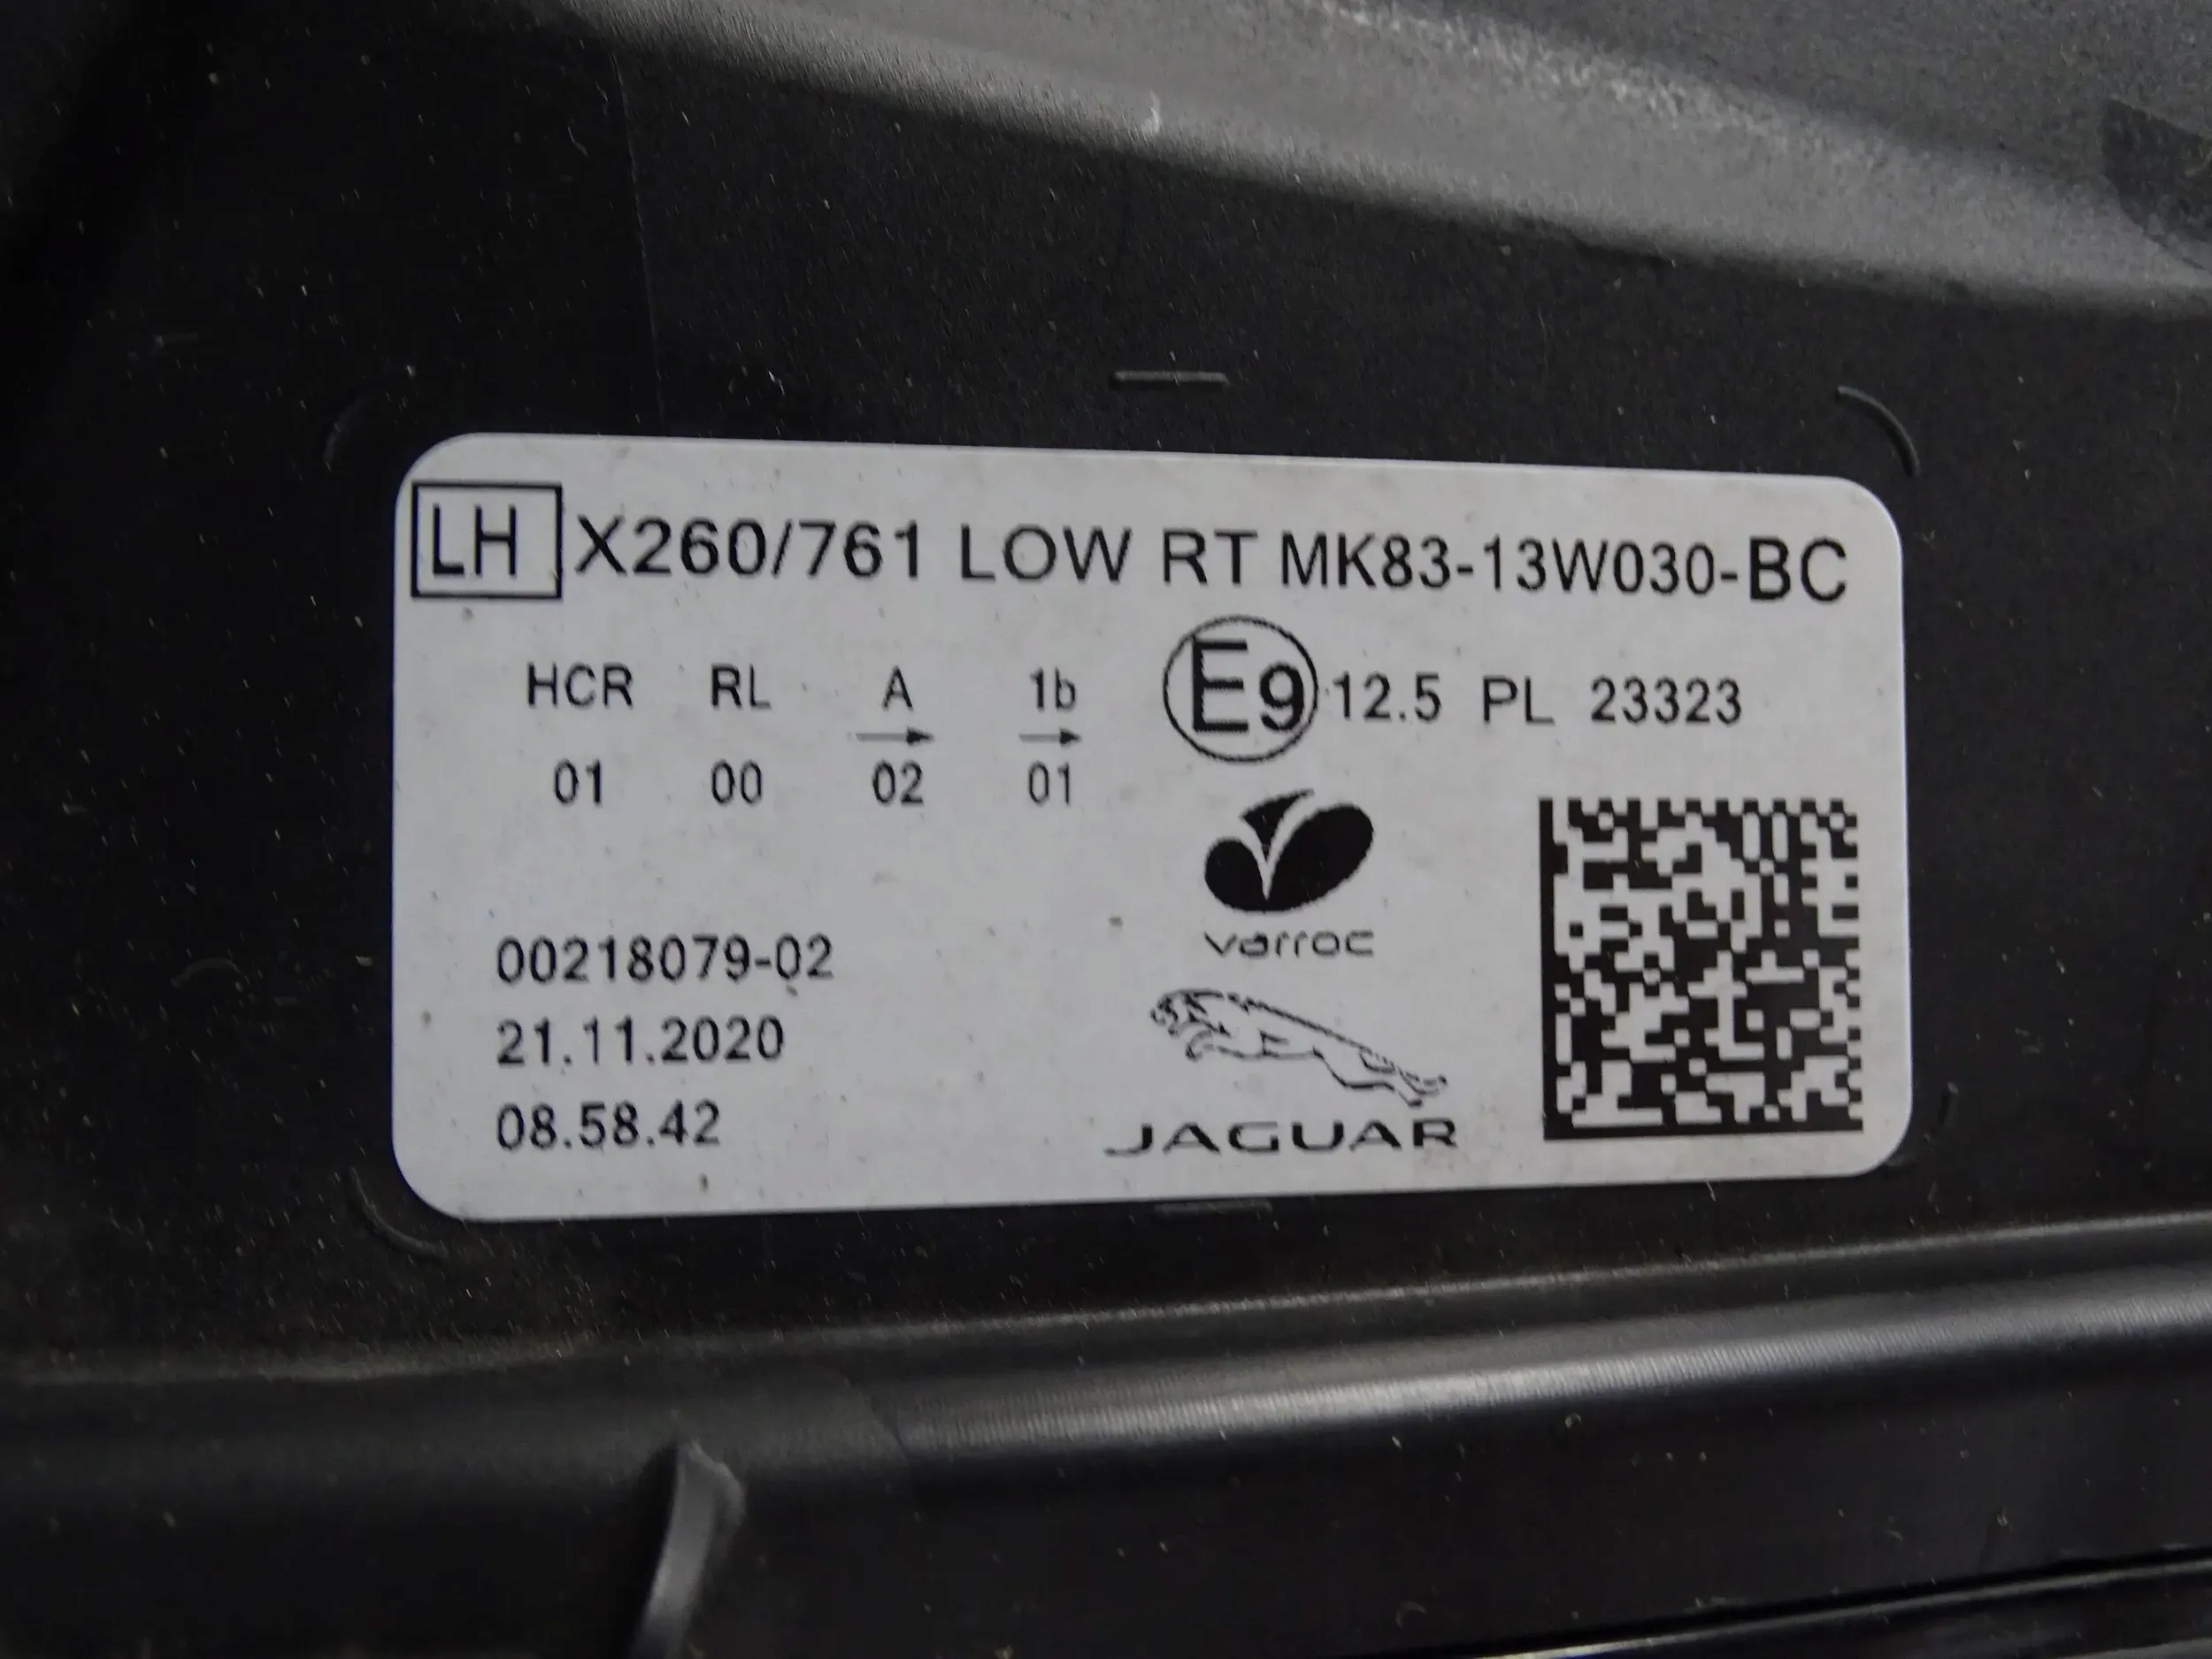 LH X260/761 LOW RT MK83-13W030-BC
HCR RL A 1b E9 12.5 PL 23323
01 00 02 01
varroc
00218079-02
21.11.2020
08.58.42
JAGUAR